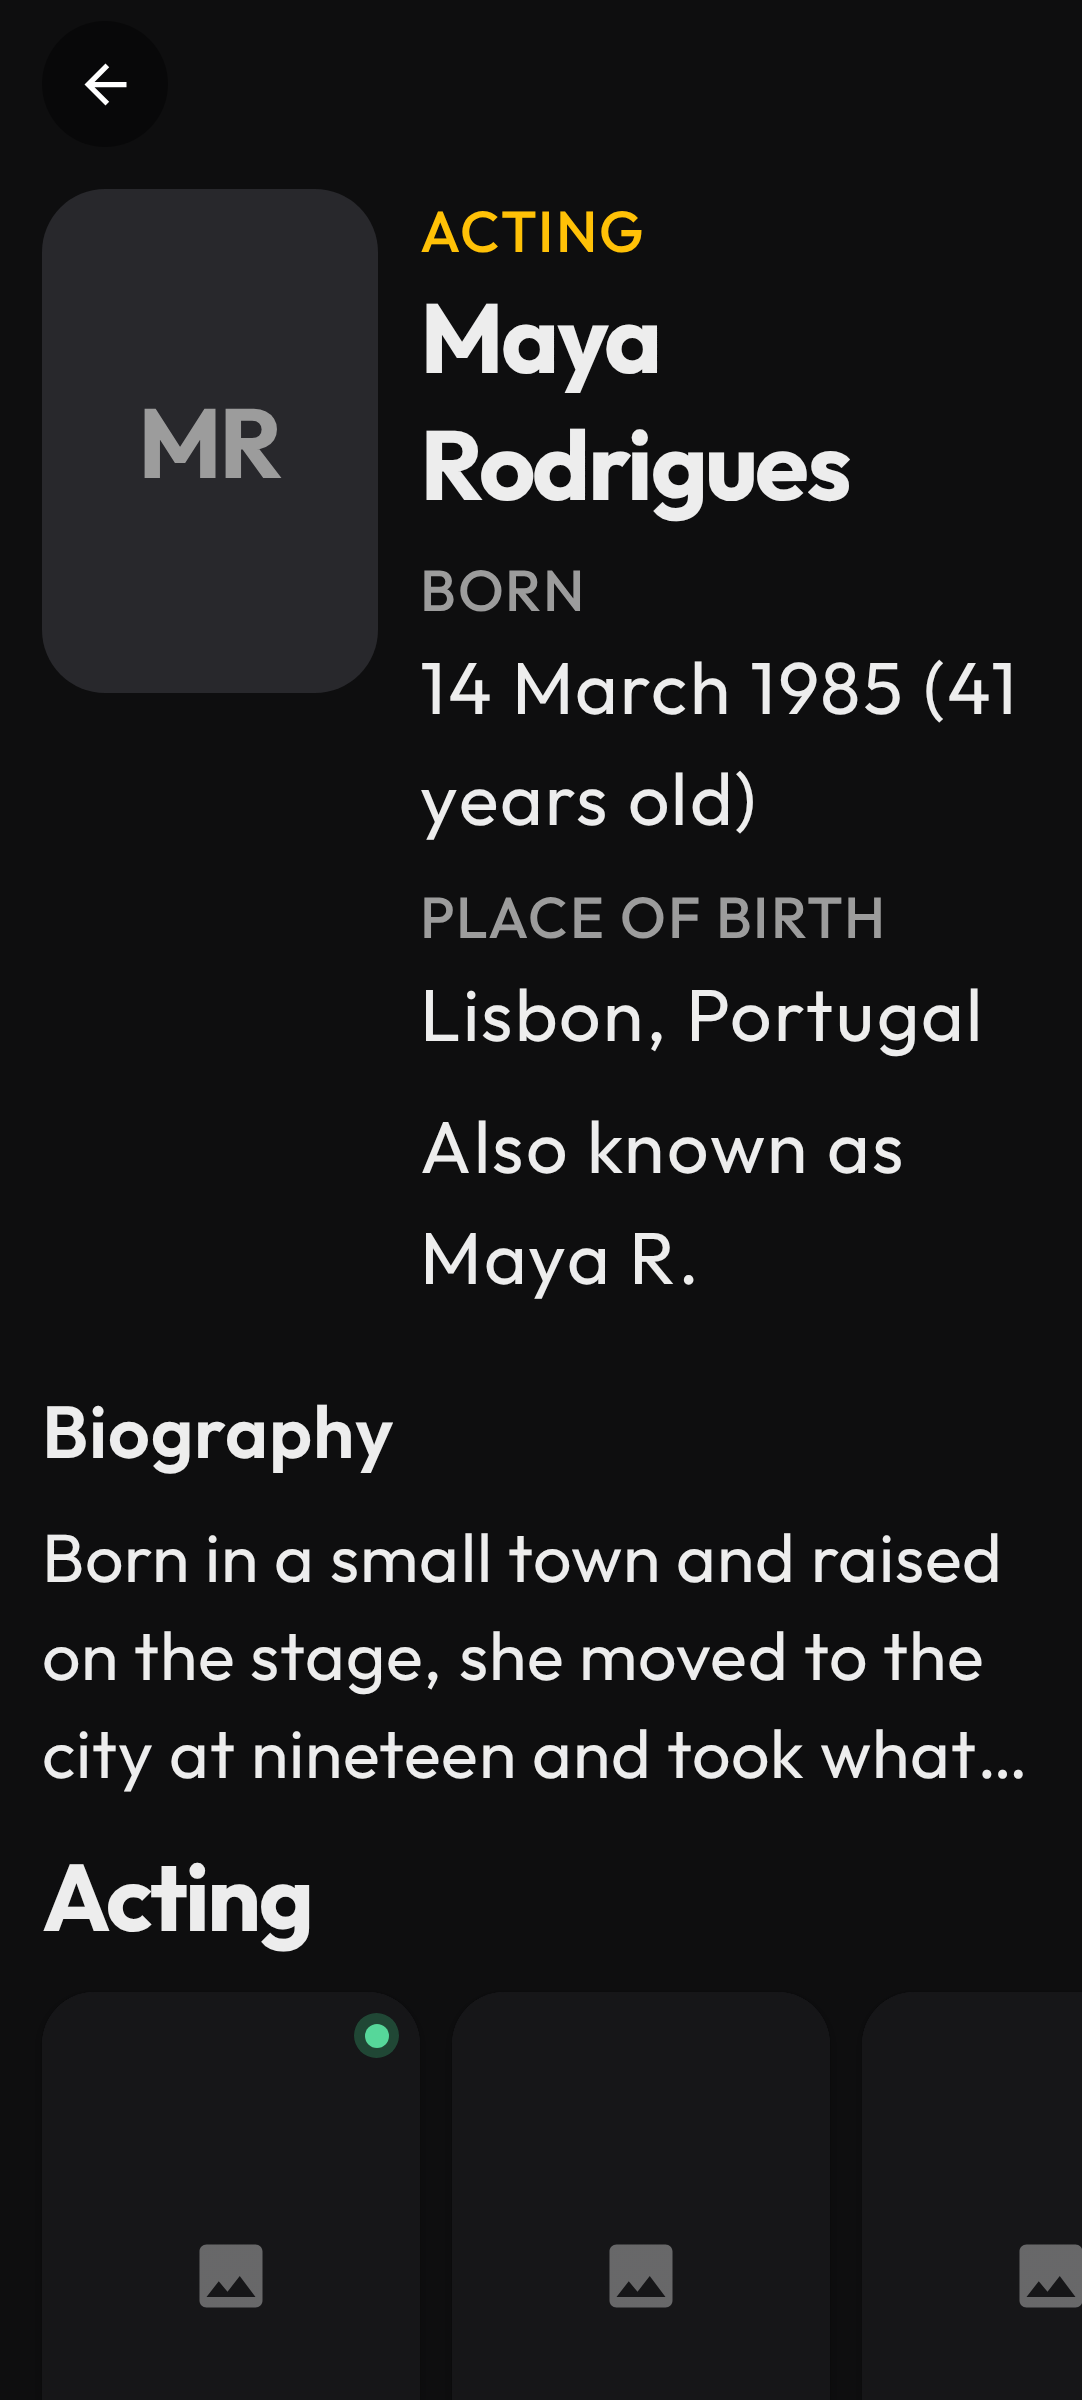 MR
ACTING
Maya
Rodrigues
BORN
14 March 1985 (41
years old)
PLACE OF BIRTH
Lisbon, Portugal
Also known as
Maya R.
Biography
Born in a small town and raised
on the stage, she moved to the
city at nineteen and took what…
Acting